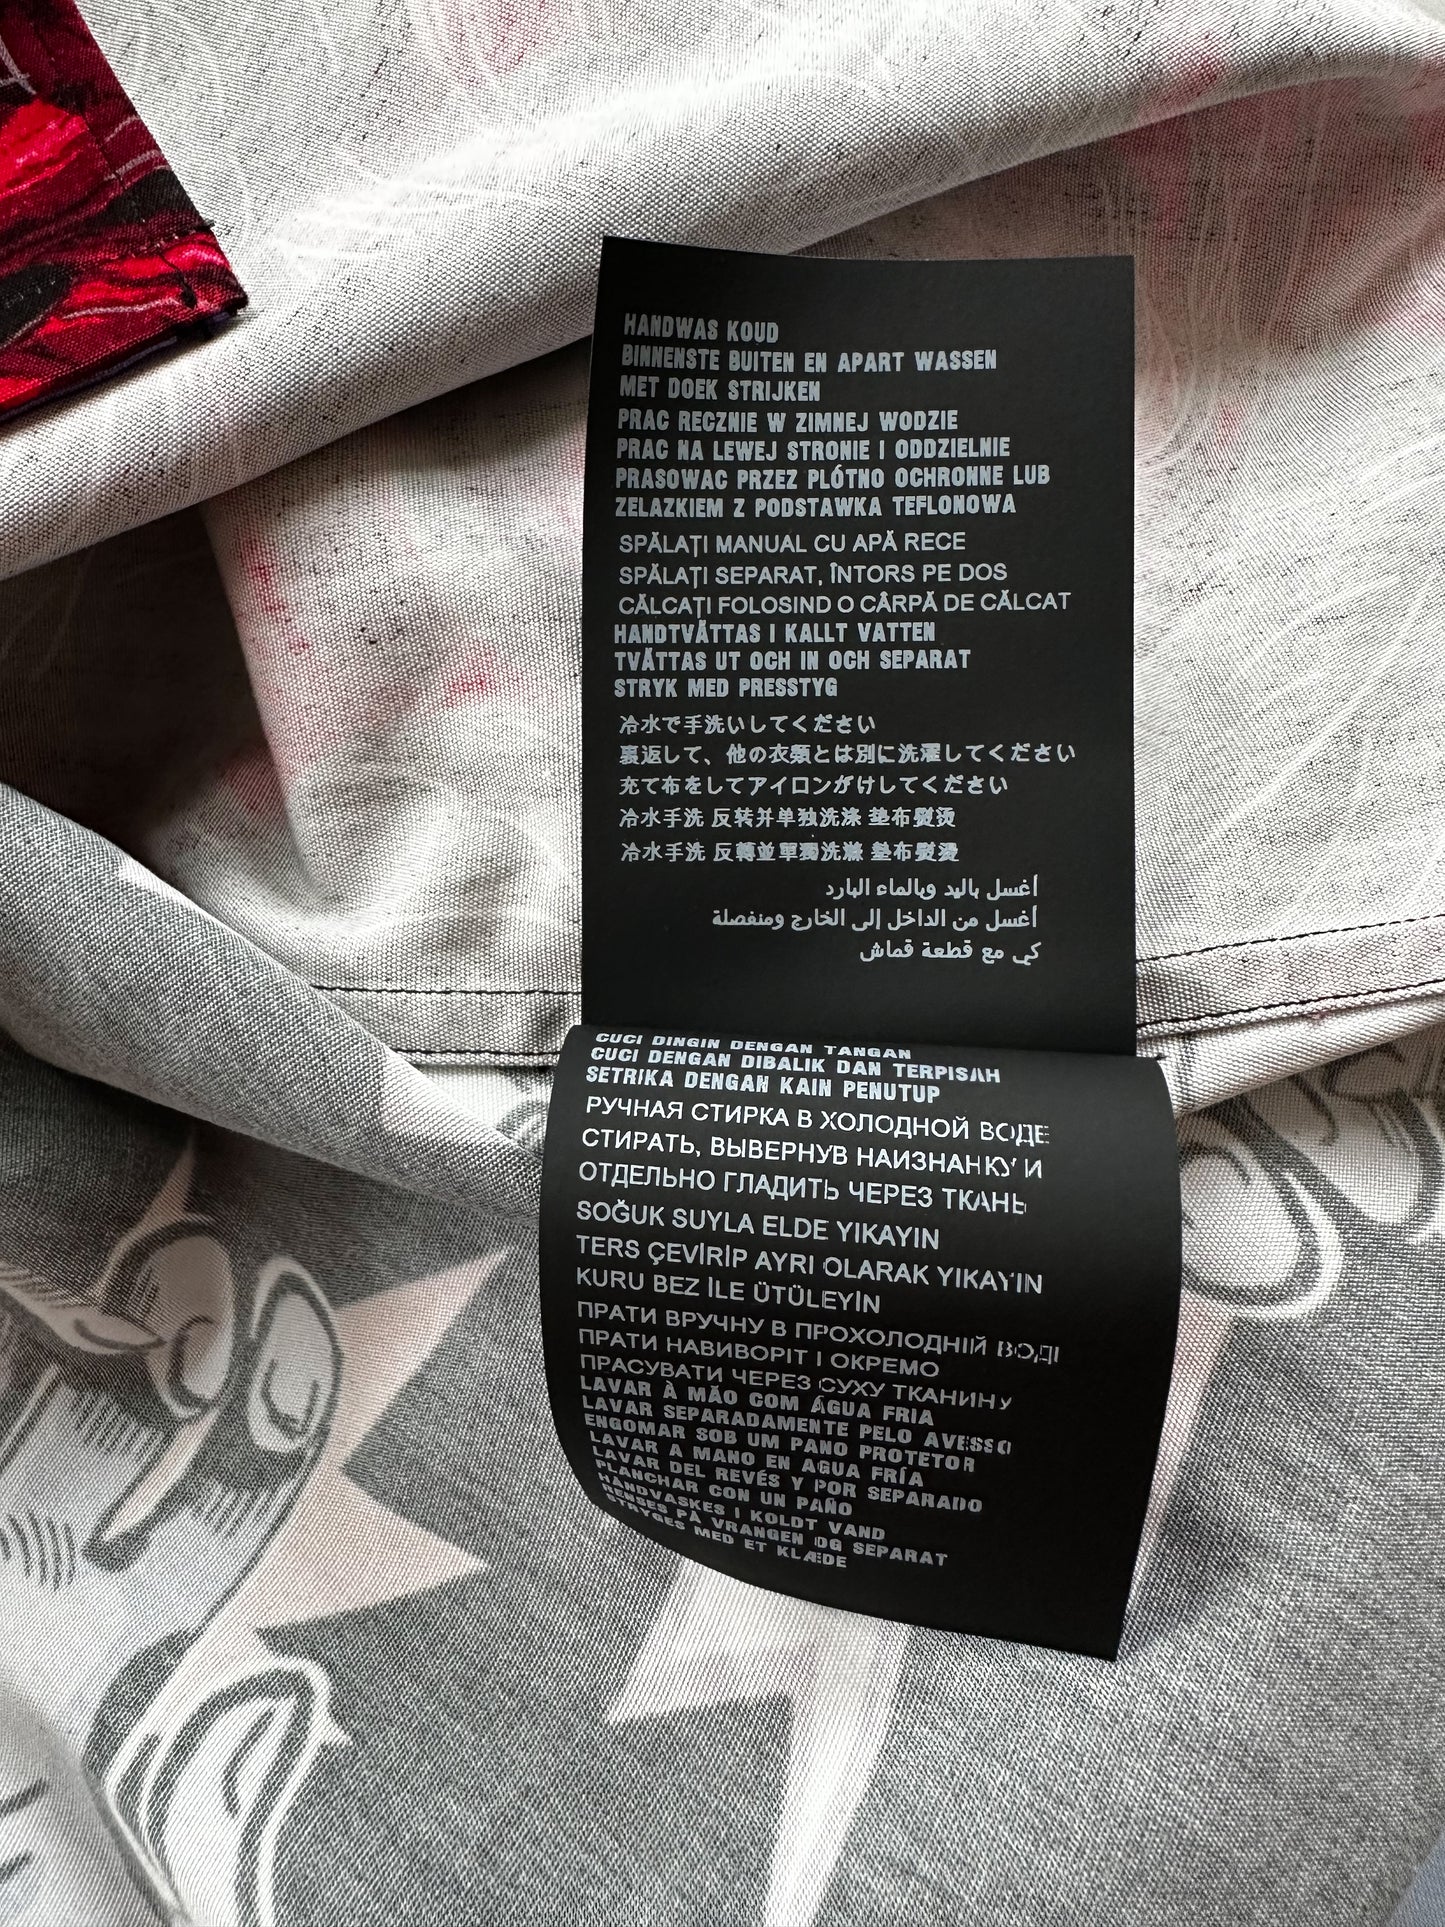 HANDWAS KOUD
BINNENSTE BUITEN EN APART WASSEN
MET DOEK STRIJKEN
PRAC RECZNIE W ZIMNEJ WODZIE
PRAC NA LEWEJ STRONIE I ODDZIELNIE
PRASOWAC PRZEZ PLÓTNO OCHRONNE LUB
ZELAZKIEM Z PODSTAWKA TEFLONOWA
SPĂLAȚI MANUAL CU APĂ RECE
SPĂLAȚI SEPARAT, ÎNTORS PE DOS
CĂLCAȚI FOLOSIND O CÂRPĂ DE CĂLCAT
HANDTVÄTTAS I KALLT VATTEN
TVÄTTAS UT OCH IN OCH SEPARAT
STRYK MED PRESSTYG
冷水で手洗いしてください
裏返して、他の衣類とは別に洗濯してください
充て布をしてアイロンがけしてください
冷水手洗 反转并单独洗涤 垫布熨烫
冷水手洗 反轉並單獨洗滌 墊布熨燙
أغسل باليد وبالماء البارد
أغسل من الداخل إلى الخارج ومنفصلة
كي مع قطعة قماش
CUCI DINGIN DENGAN TANGAN
CUCI DENGAN DIBALIK DAN TERPISAH
SETRIKA DENGAN KAIN PENUTUP
РУЧНАЯ СТИРКА В ХОЛОДНОЙ ВОДЕ
СТИРАТЬ, ВЫВЕРНУВ НАИЗНАНКУ И
ОТДЕЛЬНО ГЛАДИТЬ ЧЕРЕЗ ТКАНЬ
SOĞUK SUYLA ELDE YIKAYIN
TERS ÇEVİRİP AYRI OLARAK YIKAYIN
KURU BEZ İLE ÜTÜLEYİN
ПРАТИ ВРУЧНУ В ПРОХОЛОДНІЙ ВОДІ
ПРАТИ НАВИВОРІТ І ОКРЕМО
ПРАСУВАТИ ЧЕРЕЗ СУХУ ТКАНИНУ
LAVAR À MÃO COM ÁGUA FRIA
LAVAR SEPARADAMENTE PELO AVESSO
ENGOMAR SOB UM PANO PROTETOR
LAVAR A MANO EN AGUA FRÍA
LAVAR DEL REVÉS Y POR SEPARADO
PLANCHAR CON UN PAÑO
HÅNDVASKES I KOLDT VAND
RENSES PÅ VRANGEN OG SEPARAT
STRYGES MED ET KLÆDE